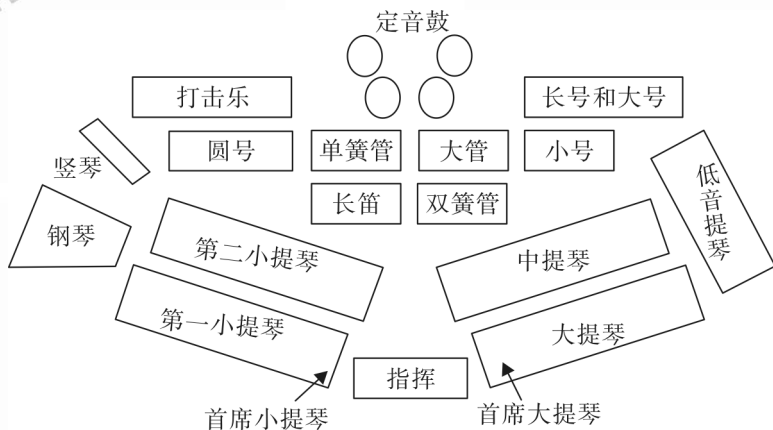 定音鼓
打击乐
长号和大号
竖琴
圆号
单簧管
大管
小号
低音提琴
长笛
双簧管
钢琴
第二小提琴
中提琴
第一小提琴
大提琴
指挥
首席小提琴
首席大提琴